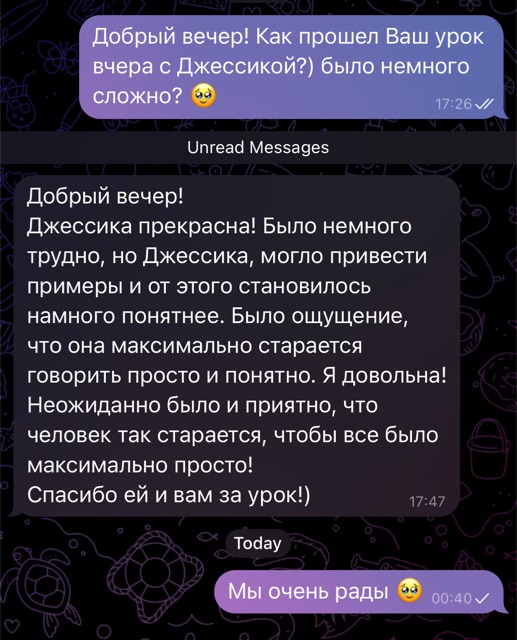 Добрый вечер! Как прошел Ваш урок
вчера с Джессикой?) было немного
сложно? 🥹
17:26
Unread Messages
Добрый вечер!
Джессика прекрасна! Было немного
трудно, но Джессика, могло привести
примеры и от этого становилось
намного понятнее. Было ощущение,
что она максимально старается
говорить просто и понятно. Я довольна!
Неожиданно было и приятно, что
человек так старается, чтобы все было
максимально просто!
Спасибо ей и вам за урок!)
17:47
Today
Мы очень рады 🥹
00:40